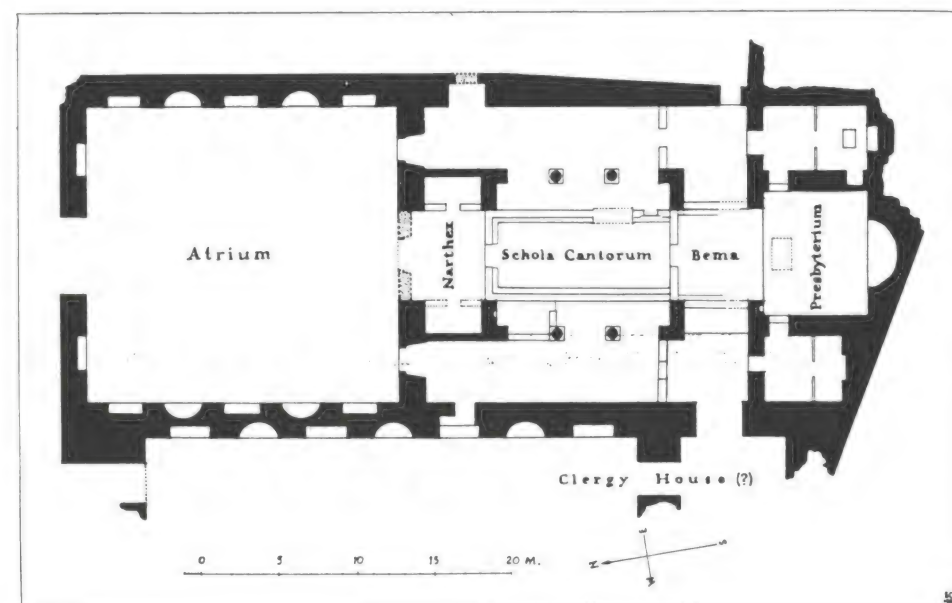 Atrium
Narthex
Schola Cantorum
Bema
Presbyterium
Clergy House (?)
0 5 10 15 20 M.
E
N S
W